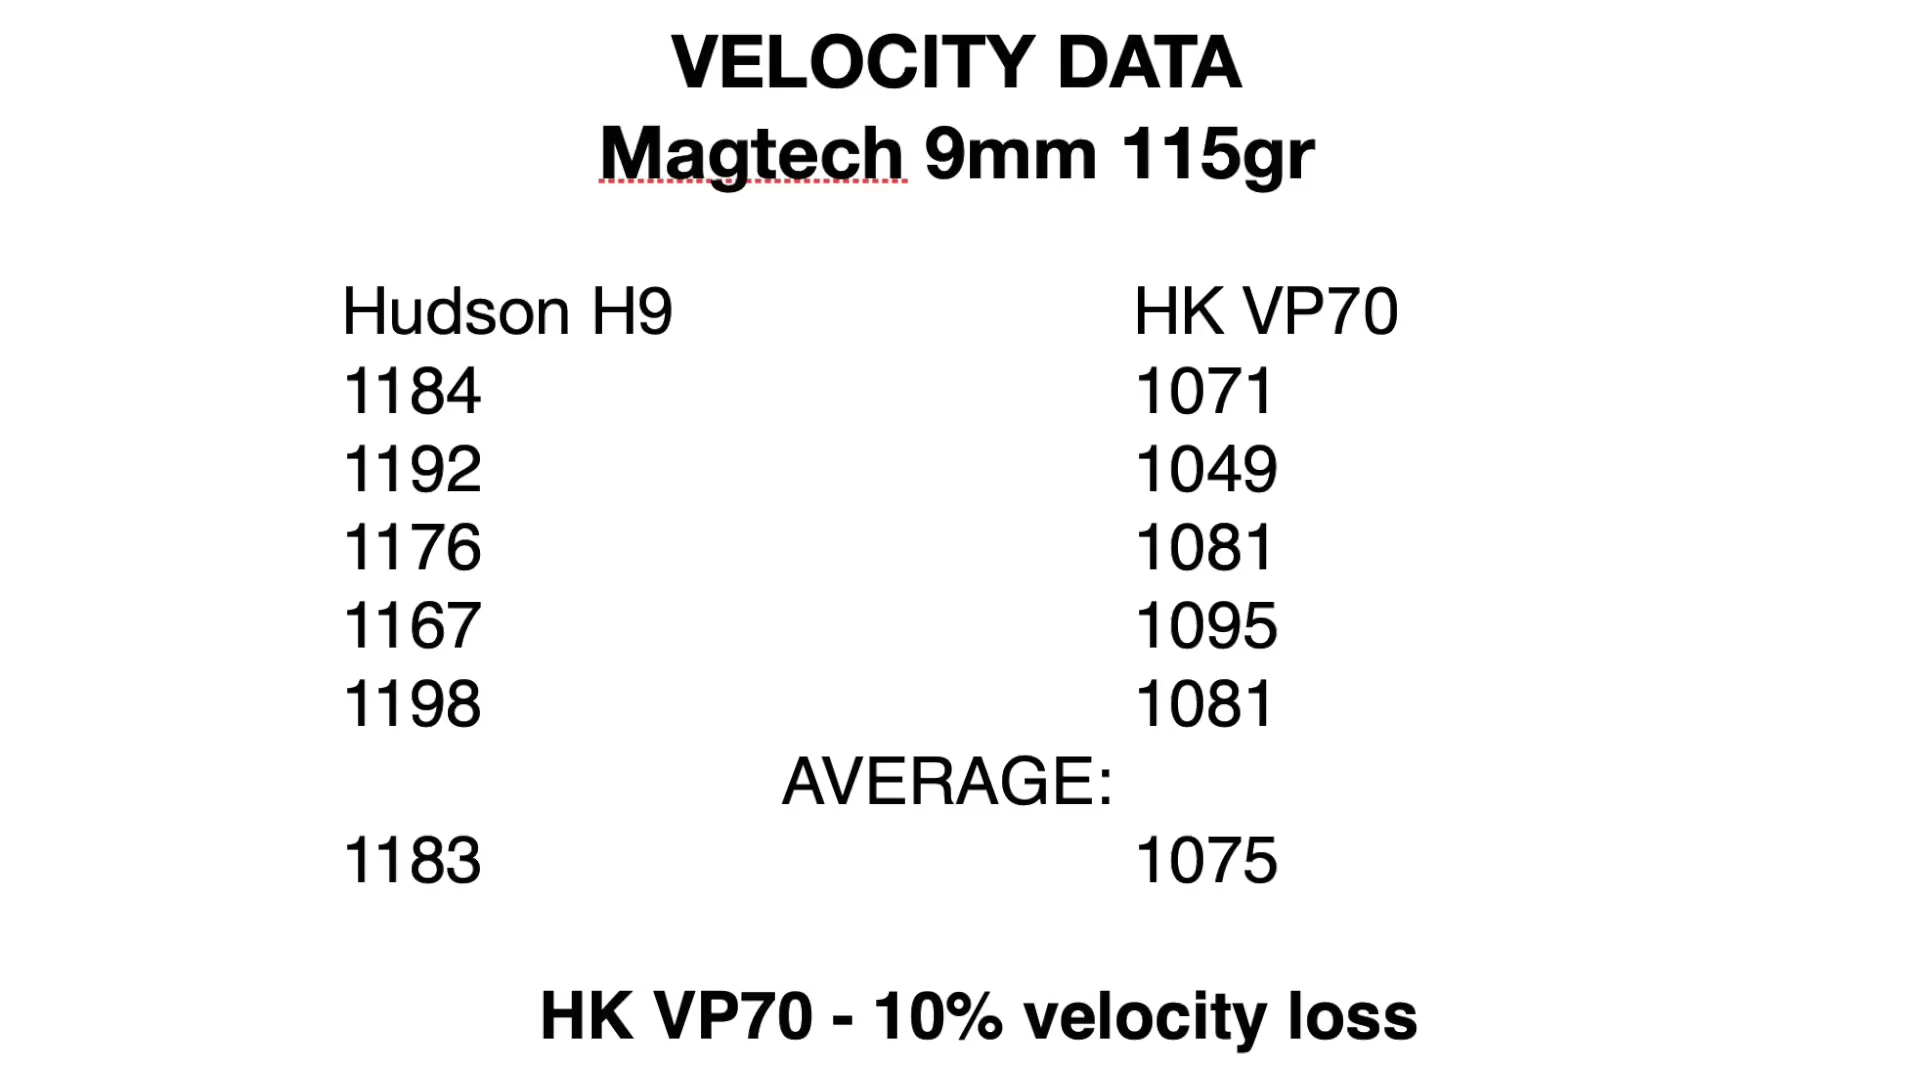 VELOCITY DATA
Magtech 9mm 115gr
Hudson H9 HK VP70
1184 1071
1192 1049
1176 1081
1167 1095
1198 1081
AVERAGE:
1183 1075
HK VP70 - 10% velocity loss